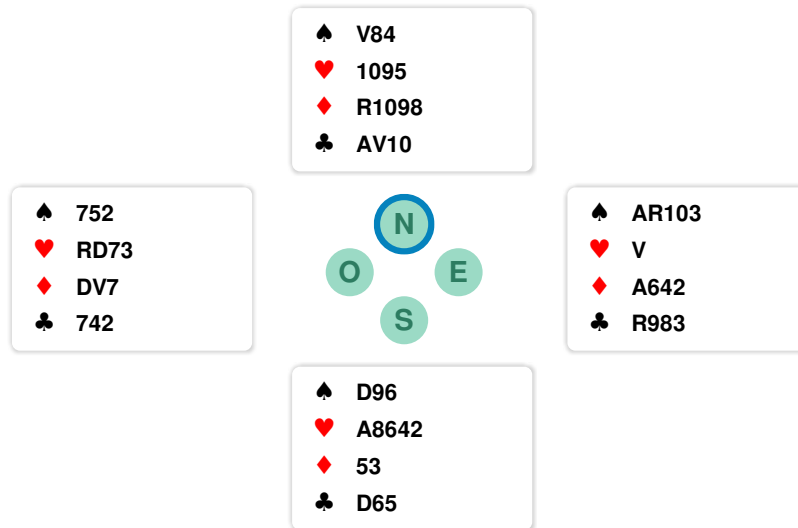 ♠ V84
♥ 1095
♦ R1098
♣ AV10
♠ 752
♥ RD73
♦ DV7
♣ 742
N
O E
S
♠ AR103
♥ V
♦ A642
♣ R983
♠ D96
♥ A8642
♦ 53
♣ D65